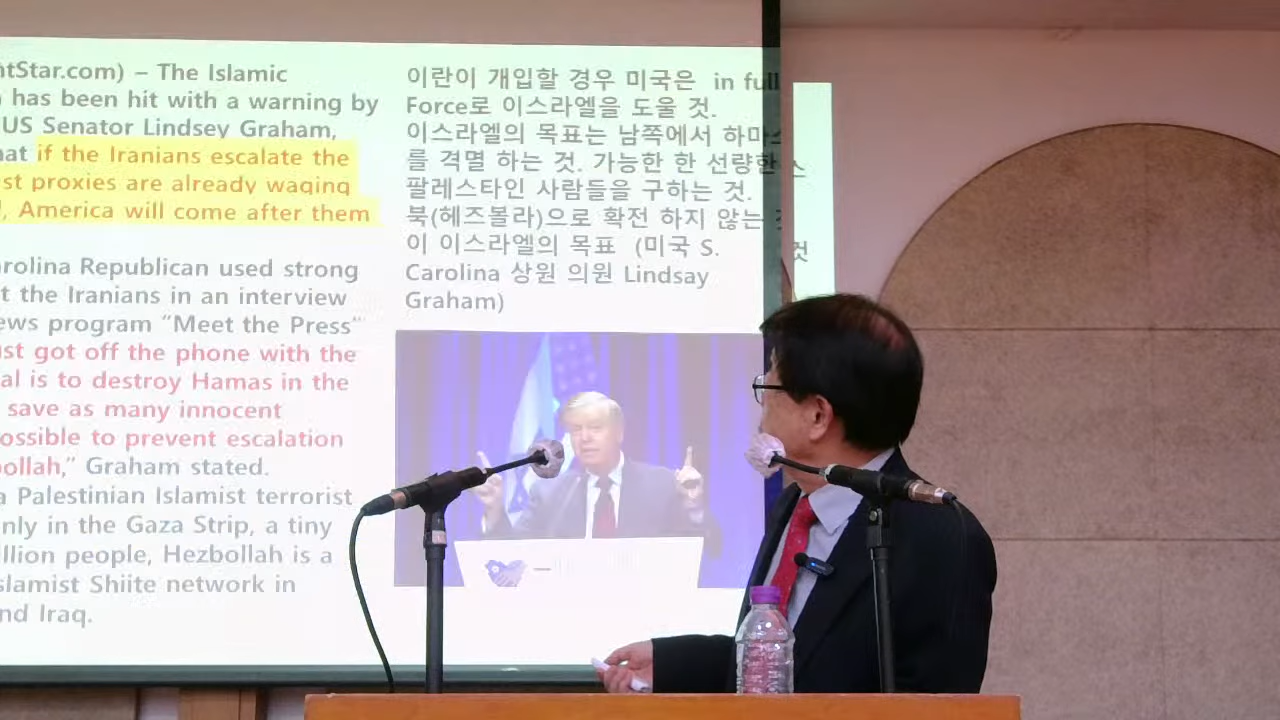 ntStar.com) – The Islamic
has been hit with a warning by
US Senator Lindsey Graham,
at if the Iranians escalate the
st proxies are already waging
, America will come after them
rolina Republican used strong
t the Iranians in an interview
ews program “Meet the Press”
ust got off the phone with the
al is to destroy Hamas in the
save as many innocent
ossible to prevent escalation
bollah,” Graham stated.
a Palestinian Islamist terrorist
nly in the Gaza Strip, a tiny
illion people, Hezbollah is a
slamist Shiite network in
nd Iraq.
이란이 개입할 경우 미국은 in full
Force로 이스라엘을 도울 것.
이스라엘의 목표는 남쪽에서 하마스
를 격멸 하는 것. 가능한 한 선량한
팔레스타인 사람들을 구하는 것.
북(헤즈볼라)으로 확전 하지 않는 것
이 이스라엘의 목표 (미국 S.
Carolina 상원 의원 Lindsay
Graham)